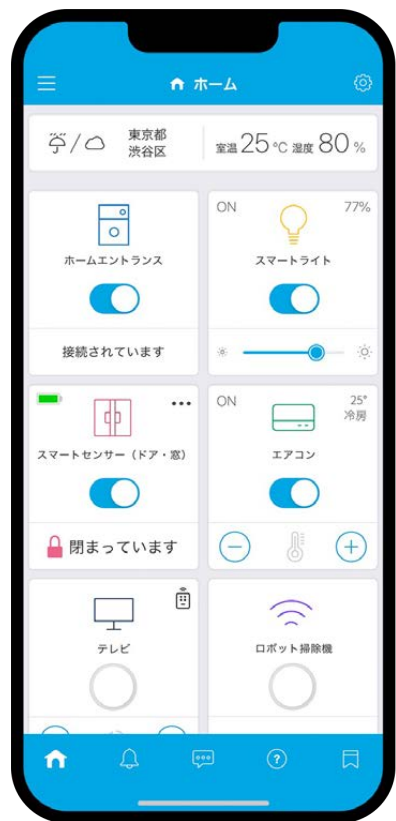 ホーム
東京都
渋谷区
室温 25 ℃ 湿度 80 %
ON 77%
ホームエントランス
スマートライト
接続されています
ON 25°
冷房
スマートセンサー（ドア・窓）
エアコン
閉まっています
テレビ
ロボット掃除機